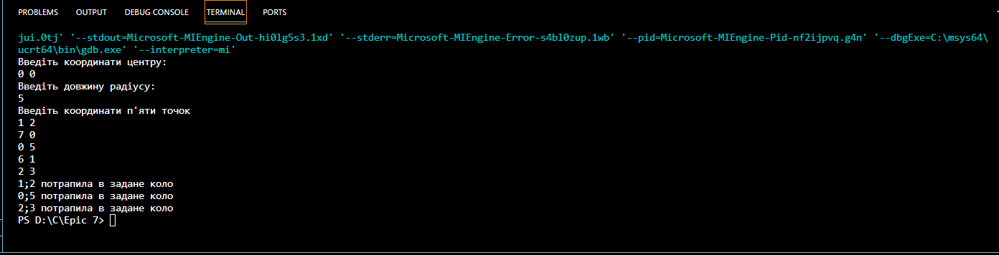 PROBLEMS OUTPUT DEBUG CONSOLE TERMINAL PORTS
jui.0tj' '--stdout=Microsoft-MIEngine-Out-hi0lg5s3.1xd' '--stderr=Microsoft-MIEngine-Error-s4bl0zup.1wb' '--pid=Microsoft-MIEngine-Pid-nf2ijpvq.g4n' '--dbgExe=C:\msys64\
ucrt64\bin\gdb.exe' '--interpreter=mi'
Введіть координати центру:
0 0
Введіть довжину радіусу:
5
Введіть координати п'яти точок
1 2
7 0
0 5
6 1
2 3
1;2 потрапила в задане коло
0;5 потрапила в задане коло
2;3 потрапила в задане коло
PS D:\C\Epic 7>